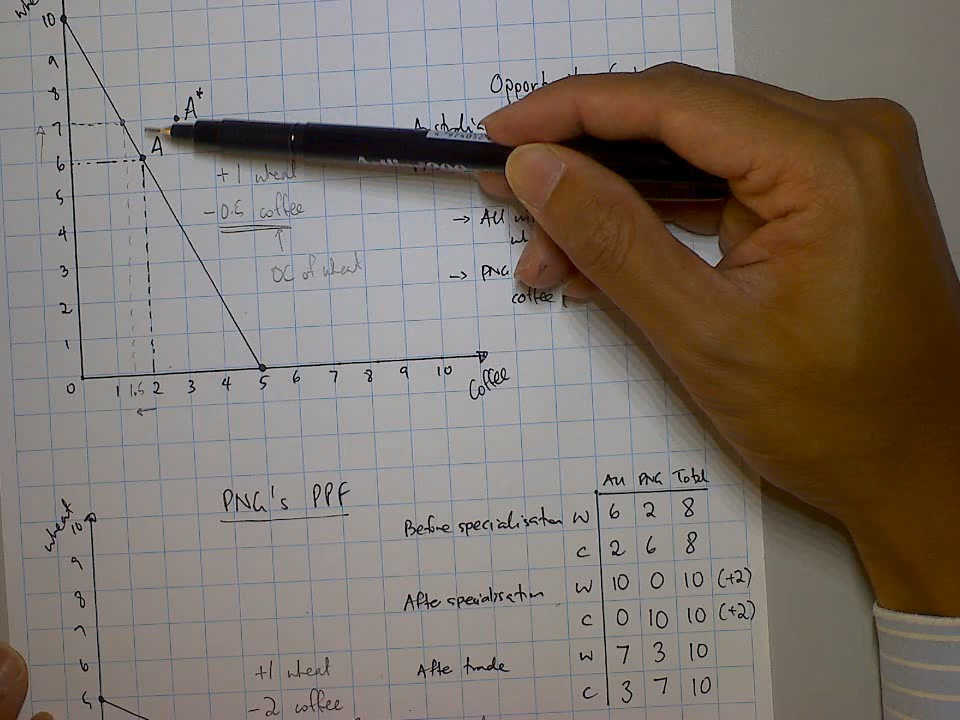 10
9
8
7
6
5
4
3
2
1
0 1 1.5 2 3 4 5 6 7 8 9 10
←
Coffee
A*
A
+1 wheat
-0.5 coffee
↑
OC of wheat
→ All
→ PNG
coffee
PNG's PPF
wheat
10
9
8
7
6
5
+1 wheat
-2 coffee
Au PNG Total
Before specialisation W 6 2 8
C 2 6 8
After specialisation W 10 0 10 (+2)
C 0 10 10 (+2)
After trade W 7 3 10
C 3 7 10